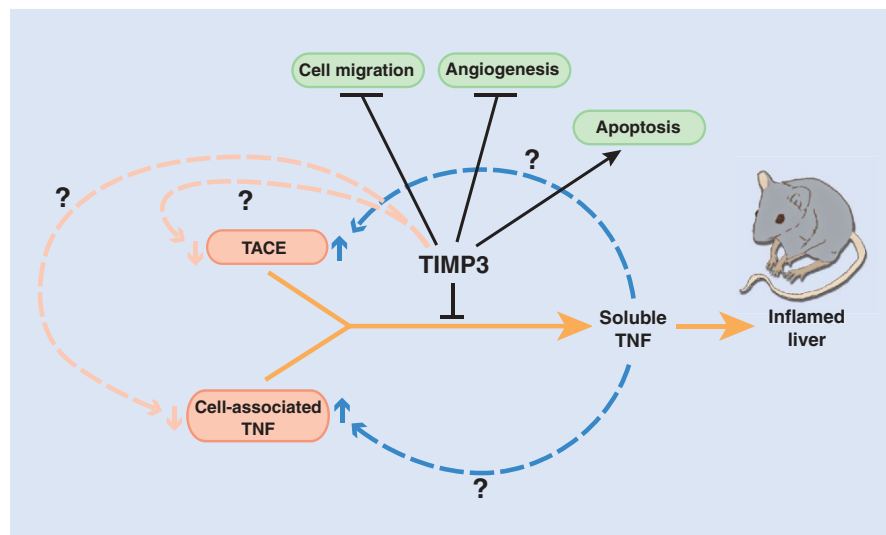 Cell migration
Angiogenesis
Apoptosis
?
?
?
TACE
TIMP3
Soluble
TNF
Inflamed
liver
Cell-associated
TNF
?